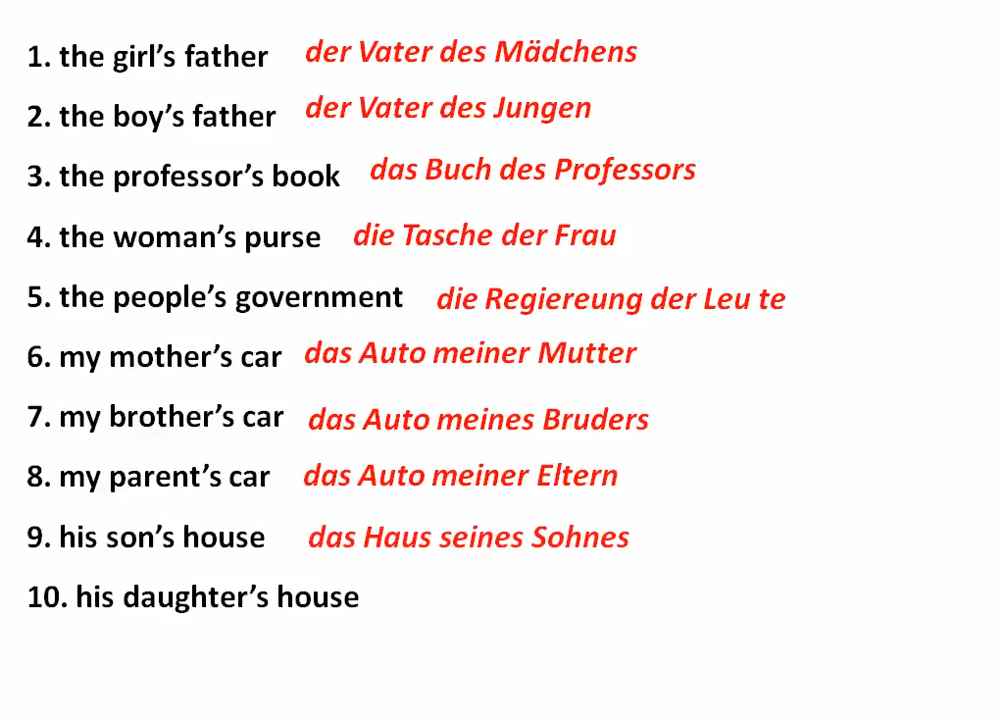 1. the girl’s father der Vater des Mädchens
2. the boy’s father der Vater des Jungen
3. the professor’s book das Buch des Professors
4. the woman’s purse die Tasche der Frau
5. the people’s government die Regiereung der Leu te
6. my mother’s car das Auto meiner Mutter
7. my brother’s car das Auto meines Bruders
8. my parent’s car das Auto meiner Eltern
9. his son’s house das Haus seines Sohnes
10. his daughter’s house